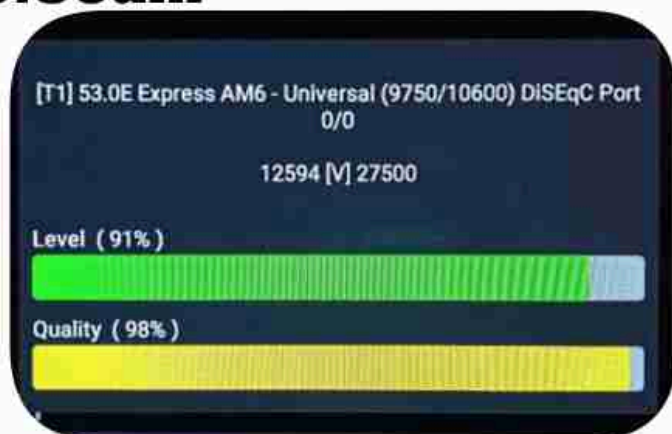 [T1] 53.0E Express AM6 - Universal (9750/10600) DiSEqC Port
0/0
12594 [V] 27500
Level ( 91% )
Quality ( 98% )